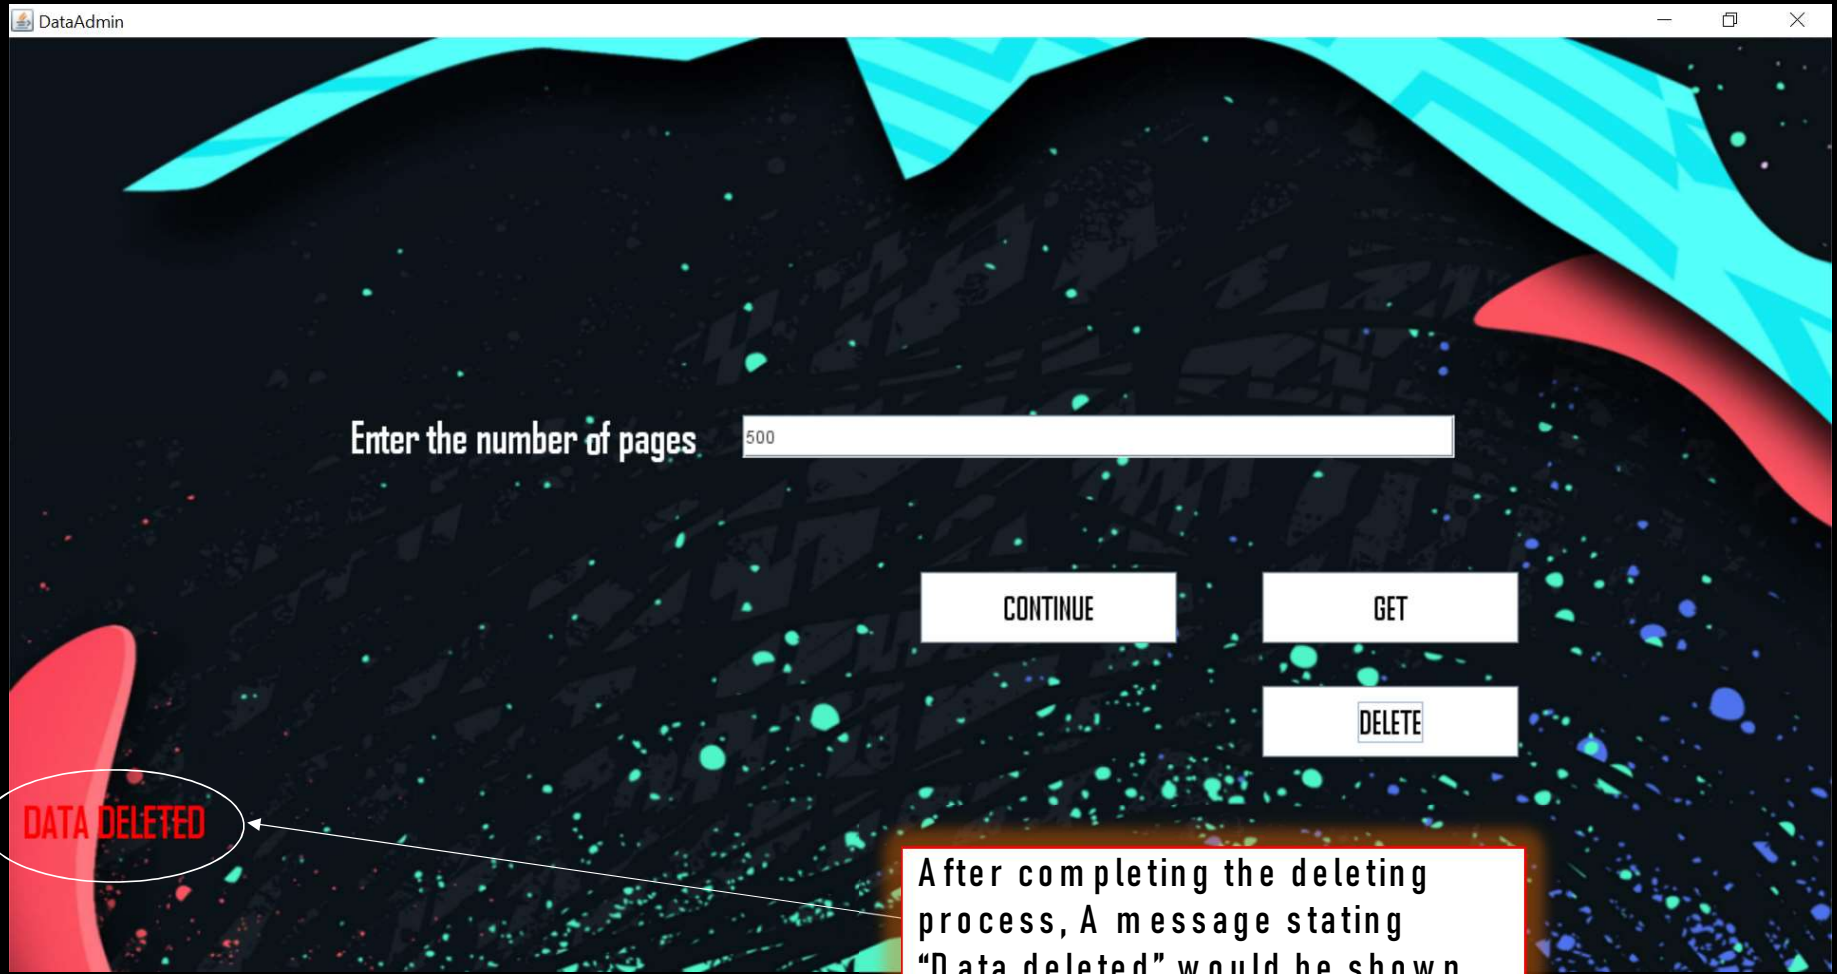 DataAdmin
Enter the number of pages
500
CONTINUE
GET
DELETE
DATA DELETED
After completing the deleting
process, A message stating
“Data deleted” would be shown